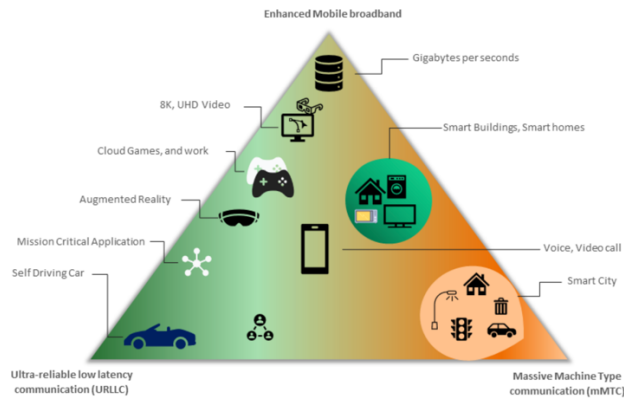 Enhanced Mobile broadband
Gigabytes per seconds
8K, UHD Video
Smart Buildings, Smart homes
Cloud Games, and work
Augmented Reality
Mission Critical Application
Voice, Video call
Self Driving Car
Smart City
Ultra-reliable low latency
communication (URLLC)
Massive Machine Type
communication (mMTC)